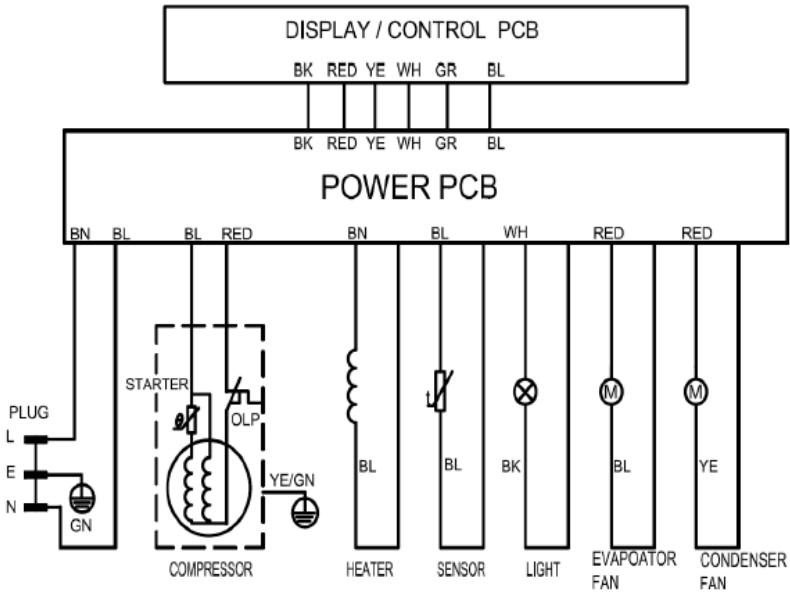 DISPLAY / CONTROL PCB
BK RED YE WH GR BL
BK RED YE WH GR BL
POWER PCB
BN BL BL RED BN BL WH RED RED
STARTER
θ
OLP
t
M
M
PLUG
L
E
N
GN
YE/GN
BL
BL
BK
BL
YE
COMPRESSOR
HEATER
SENSOR
LIGHT
EVAPOATOR
FAN
CONDENSER
FAN